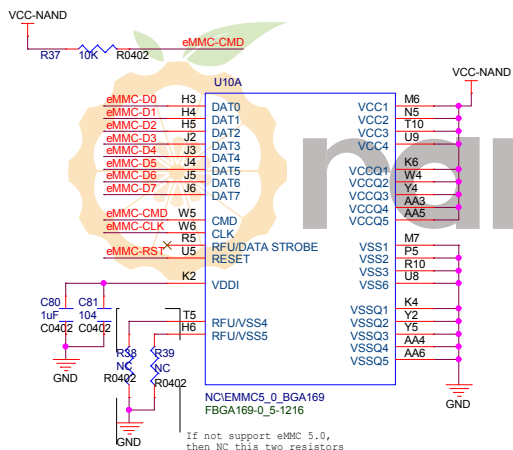 VCC-NAND
R37 10K R0402 eMMC-CMD
U10A
VCC-NAND
eMMC-D0 H3 DAT0 VCC1 M6
eMMC-D1 H4 DAT1 VCC2 N5
eMMC-D2 H5 DAT2 VCC3 T10
eMMC-D3 J2 DAT3 VCC4 U9
eMMC-D4 J3 DAT4
eMMC-D5 J4 DAT5 VCCQ1 K6
eMMC-D6 J5 DAT6 VCCQ2 W4
eMMC-D7 J6 DAT7 VCCQ3 Y4
VCCQ4 AA3
eMMC-CMD W5 CMD VCCQ5 AA5
eMMC-CLK W6 CLK
R5 RFU/DATA STROBE VSS1 M7
eMMC-RST U5 RESET VSS2 P5
VSS3 R10
K2 VDDI VSS6 U8
C80 C81
1uF 104
C0402 C0402
VSSQ1 K4
T5 RFU/VSS4 VSSQ2 Y2
H6 RFU/VSS5 VSSQ3 Y5
VSSQ4 AA4
VSSQ5 AA6
R38 R39
NC NC
R0402 R0402
GND
GND
GND
NC\EMMC5_0_BGA169
FBGA169-0_5-1216
If not support eMMC 5.0,
then NC this two resistors